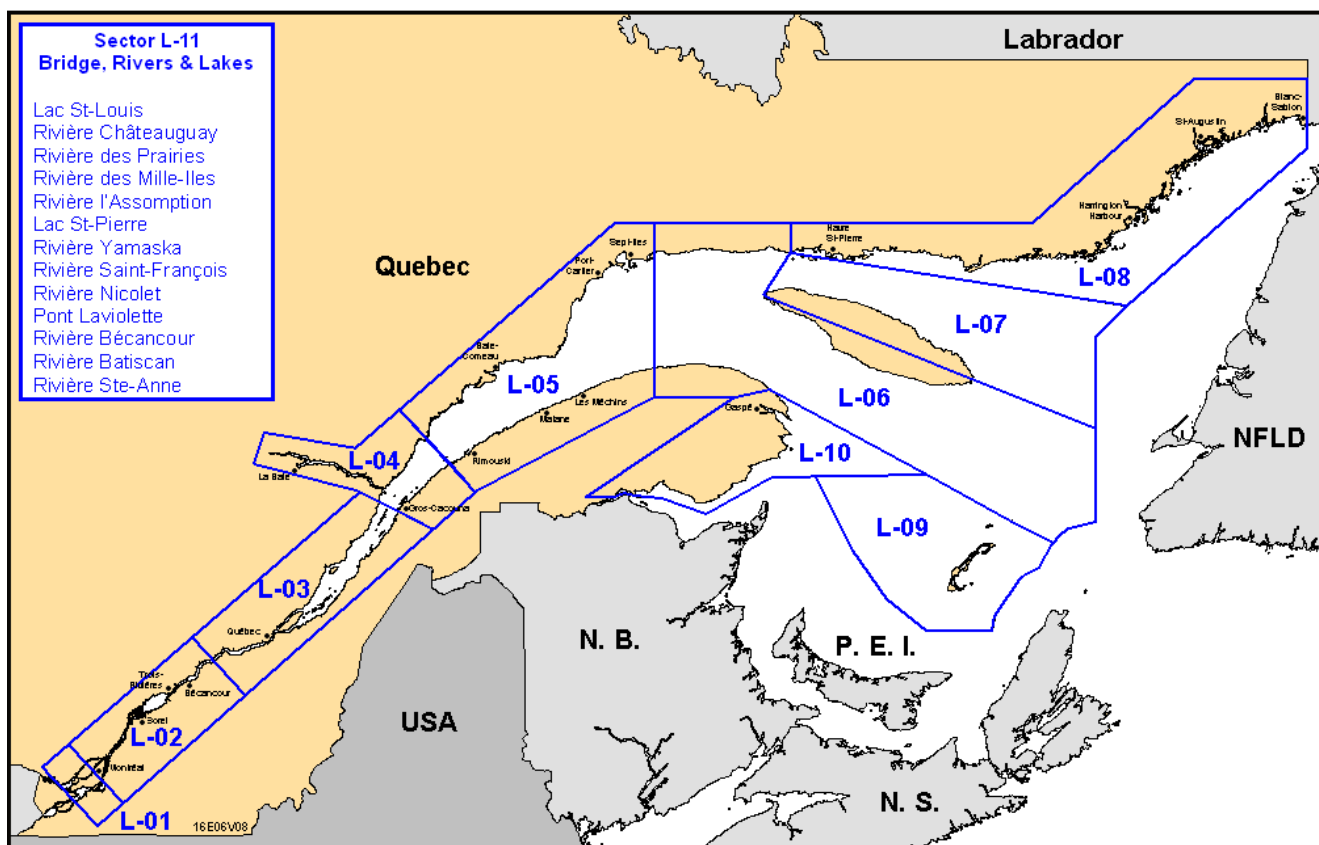 Sector L-11
Bridge, Rivers & Lakes
Lac St-Louis
Rivière Châteauguay
Rivière des Prairies
Rivière des Mille-Iles
Rivière l'Assomption
Lac St-Pierre
Rivière Yamaska
Rivière Saint-François
Rivière Nicolet
Pont Laviolette
Rivière Bécancour
Rivière Batiscan
Rivière Ste-Anne
Labrador
Blanc-
Sablon
St-Augustin
Harrington
Harbour
Havre
St-Pierre
Sept-Iles
Port-
Cartier
Quebec
L-08
L-07
Baie-
Comeau
L-05
Les Méchins
Matane
L-06
Gaspé
NFLD
L-04
La Baie
Rimouski
L-10
Gros-Cacouna
L-09
L-03
Québec
N. B.
P. E. I.
Trois-
Rivières
Bécancour
Sorel
USA
L-02
Montréal
N. S.
L-01
16E06V08